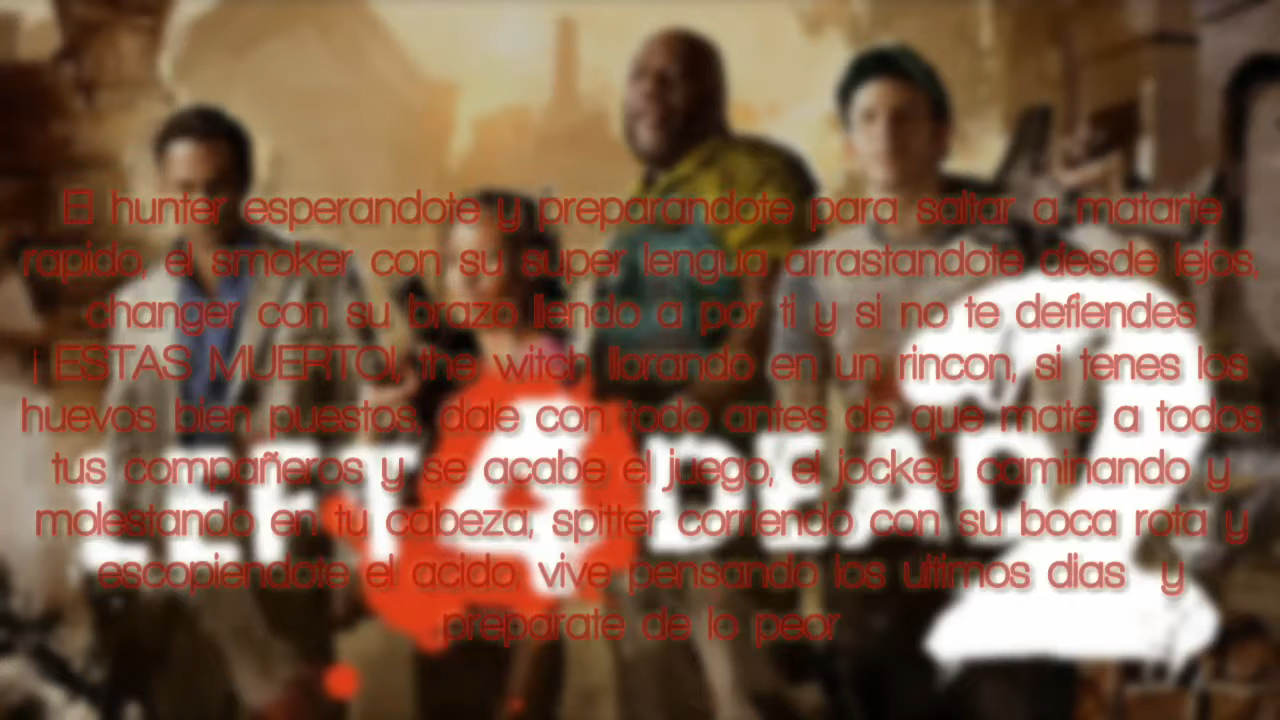 El hunter esperandote y preparandote para saltar a matarte
rapido, el smoker con su super lengua arrastandote desde lejos,
changer con su brazo llendo a por ti y si no te defiendes
¡ ESTAS MUERTO!, the witch llorando en un rincon, si tenes los
huevos bien puestos, dale con todo antes de que mate a todos
tus compañeros y se acabe el juego, el jockey caminando y
molestando en tu cabeza, spitter corriendo con su boca rota y
escopiendote el acido, vive pensando los ultimos dias y
preparate de lo peor
LEFT 4 DEAD 2